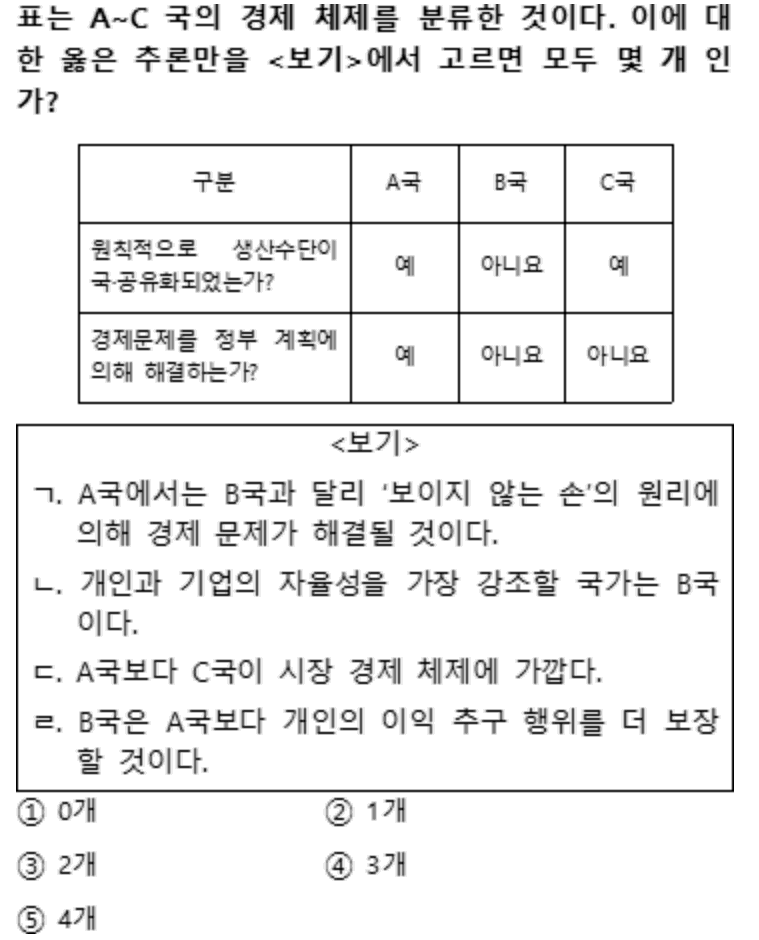 표는 A~C 국의 경제 체제를 분류한 것이다. 이에 대
한 옳은 추론만을 <보기>에서 고르면 모두 몇 개 인
가?
구분 A국 B국 C국
원칙적으로 생산수단이
국·공유화되었는가? 예 아니요 예
경제문제를 정부 계획에
의해 해결하는가? 예 아니요 아니요
<보기>
ㄱ. A국에서는 B국과 달리 '보이지 않는 손'의 원리에
의해 경제 문제가 해결될 것이다.
ㄴ. 개인과 기업의 자율성을 가장 강조할 국가는 B국
이다.
ㄷ. A국보다 C국이 시장 경제 체제에 가깝다.
ㄹ. B국은 A국보다 개인의 이익 추구 행위를 더 보장
할 것이다.
① 0개 ② 1개
③ 2개 ④ 3개
⑤ 4개